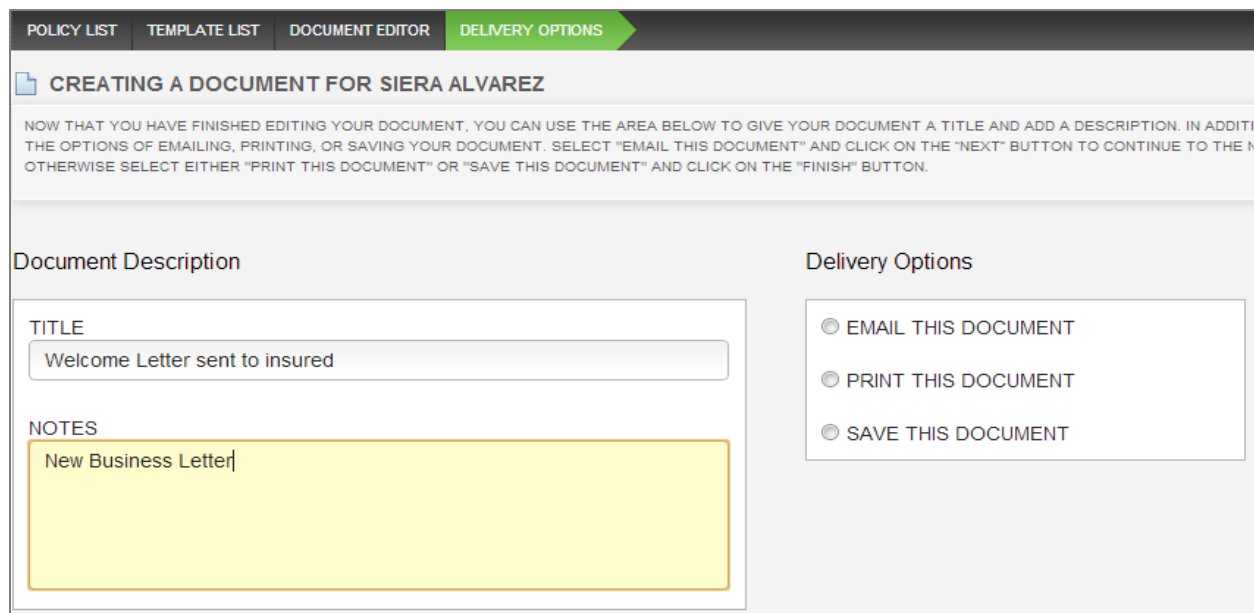 POLICY LIST TEMPLATE LIST DOCUMENT EDITOR DELIVERY OPTIONS
CREATING A DOCUMENT FOR SIERA ALVAREZ
NOW THAT YOU HAVE FINISHED EDITING YOUR DOCUMENT, YOU CAN USE THE AREA BELOW TO GIVE YOUR DOCUMENT A TITLE AND ADD A DESCRIPTION. IN
THE OPTIONS OF EMAILING, PRINTING, OR SAVING YOUR DOCUMENT. SELECT "EMAIL THIS DOCUMENT" AND CLICK ON THE "NEXT" BUTTON TO CONTINUE TO THE
OTHERWISE SELECT EITHER "PRINT THIS DOCUMENT" OR "SAVE THIS DOCUMENT" AND CLICK ON THE "FINISH" BUTTON.
Document Description
TITLE
Welcome Letter sent to insured
NOTES
New Business Letter
Delivery Options
EMAIL THIS DOCUMENT
PRINT THIS DOCUMENT
SAVE THIS DOCUMENT